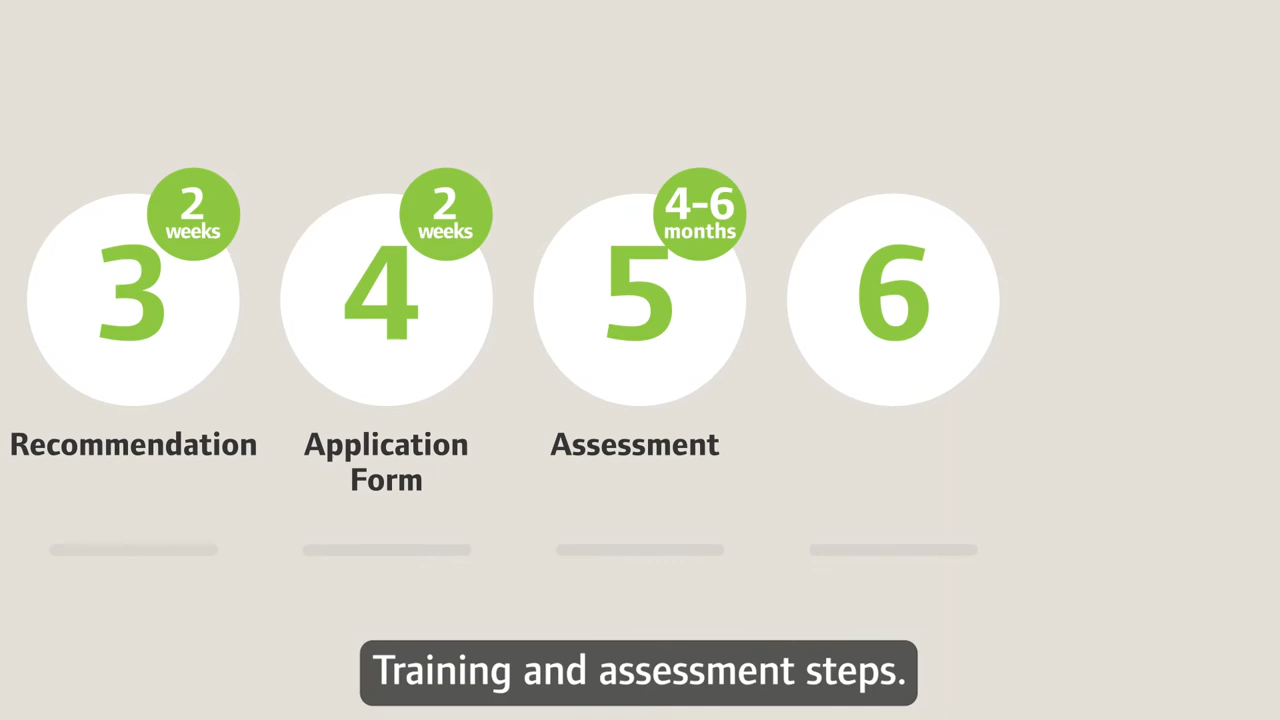 2
weeks
3
Recommendation
2
weeks
4
Application
Form
4-6
months
5
Assessment
6
Training and assessment steps.